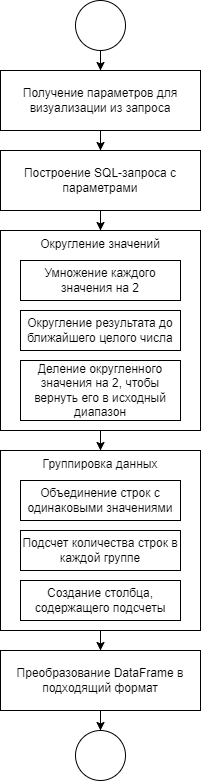 Получение параметров для
визуализации из запроса
Построение SQL-запроса с
параметрами
Округление значений
Умножение каждого
значения на 2
Округление результата до
ближайшего целого числа
Деление округленного
значения на 2, чтобы
вернуть его в исходный
диапазон
Группировка данных
Объединение строк с
одинаковыми значениями
Подсчет количества строк в
каждой группе
Создание столбца,
содержащего подсчеты
Преобразование DataFrame в
подходящий формат